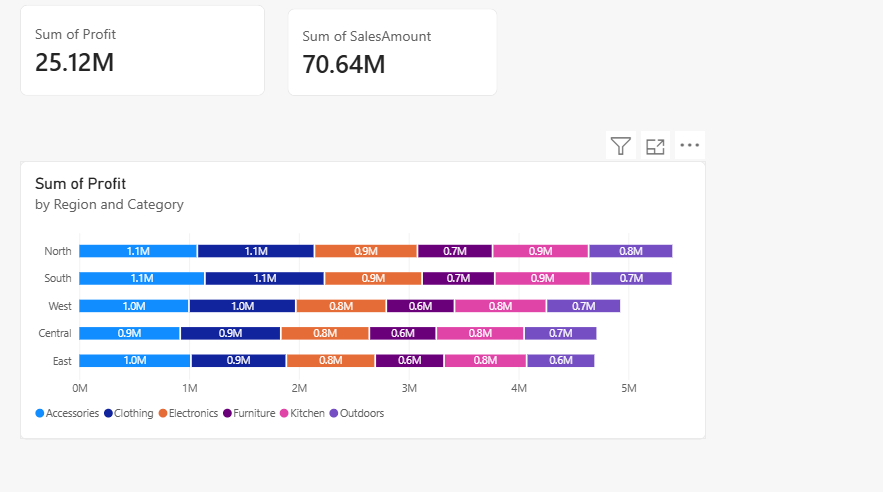 Sum of Profit
25.12M
Sum of SalesAmount
70.64M
Sum of Profit
by Region and Category
North 1.1M 1.1M 0.9M 0.7M 0.9M 0.8M
South 1.1M 1.1M 0.9M 0.7M 0.9M 0.7M
West 1.0M 1.0M 0.8M 0.6M 0.8M 0.7M
Central 0.9M 0.9M 0.8M 0.6M 0.8M 0.7M
East 1.0M 0.9M 0.8M 0.6M 0.8M 0.6M
0M 1M 2M 3M 4M 5M
Accessories Clothing Electronics Furniture Kitchen Outdoors